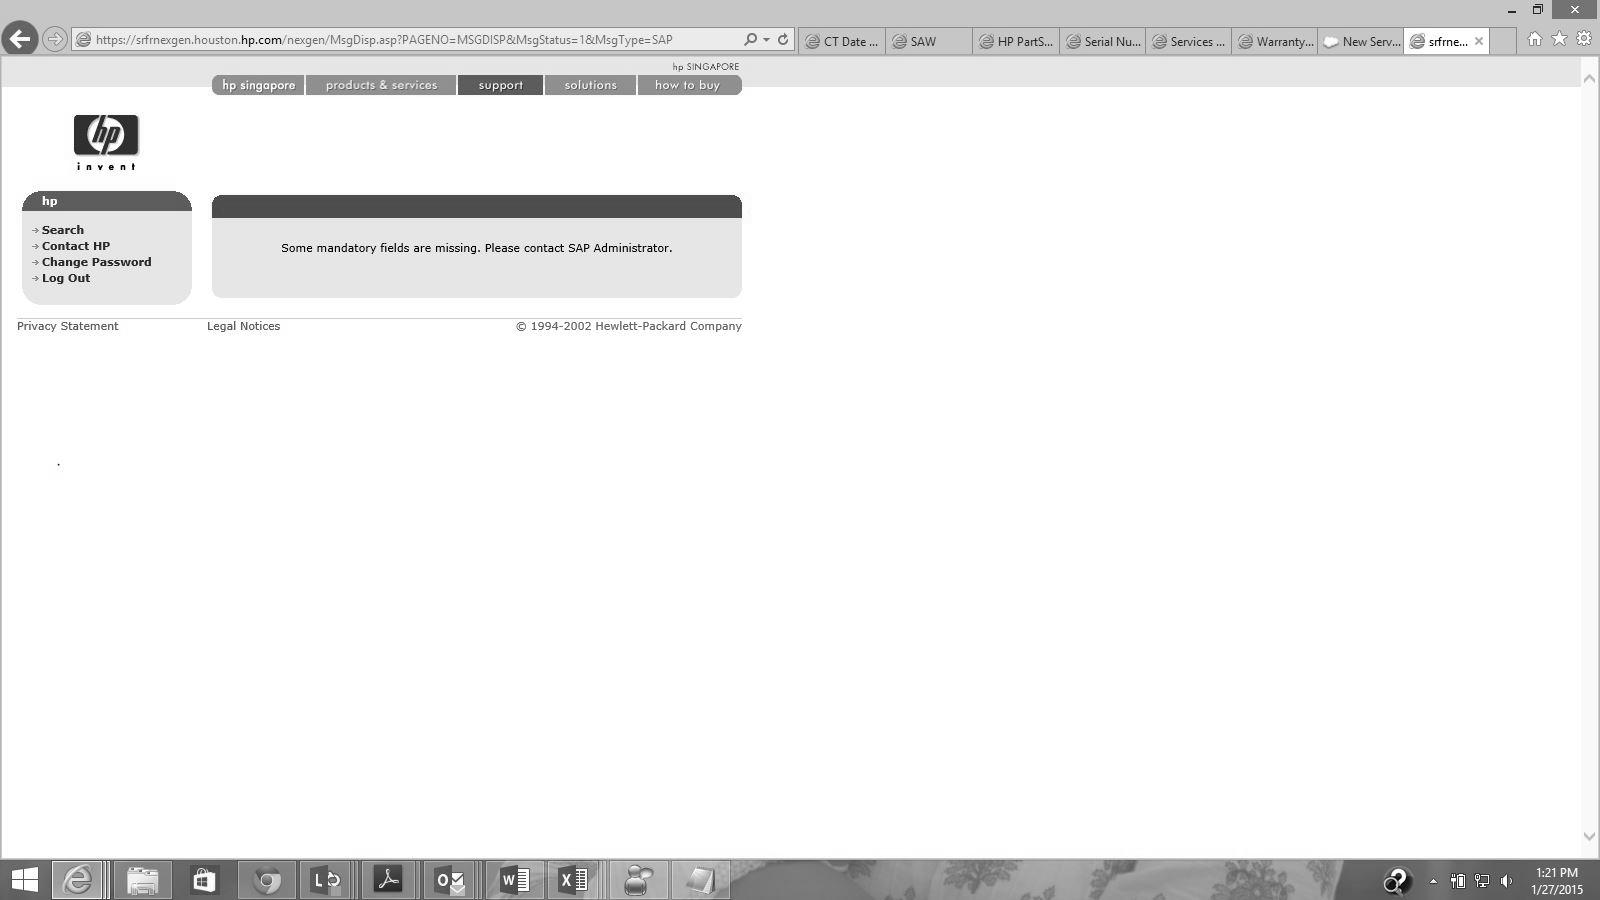 https://srfrnexgen.houston.hp.com/nexgen/MsgDisp.asp?PAGENO=MSGDISP&MsgStatus=1&MsgType=SAP
CT Date ...
SAW
HP PartS...
Serial Nu...
Services ...
Warranty...
New Serv...
srfrne...
hp SINGAPORE
hp singapore
products & services
support
solutions
how to buy
hp
invent
hp
Search
Contact HP
Change Password
Log Out
Some mandatory fields are missing. Please contact SAP Administrator.
Privacy Statement
Legal Notices
© 1994-2002 Hewlett-Packard Company
1:21 PM
1/27/2015